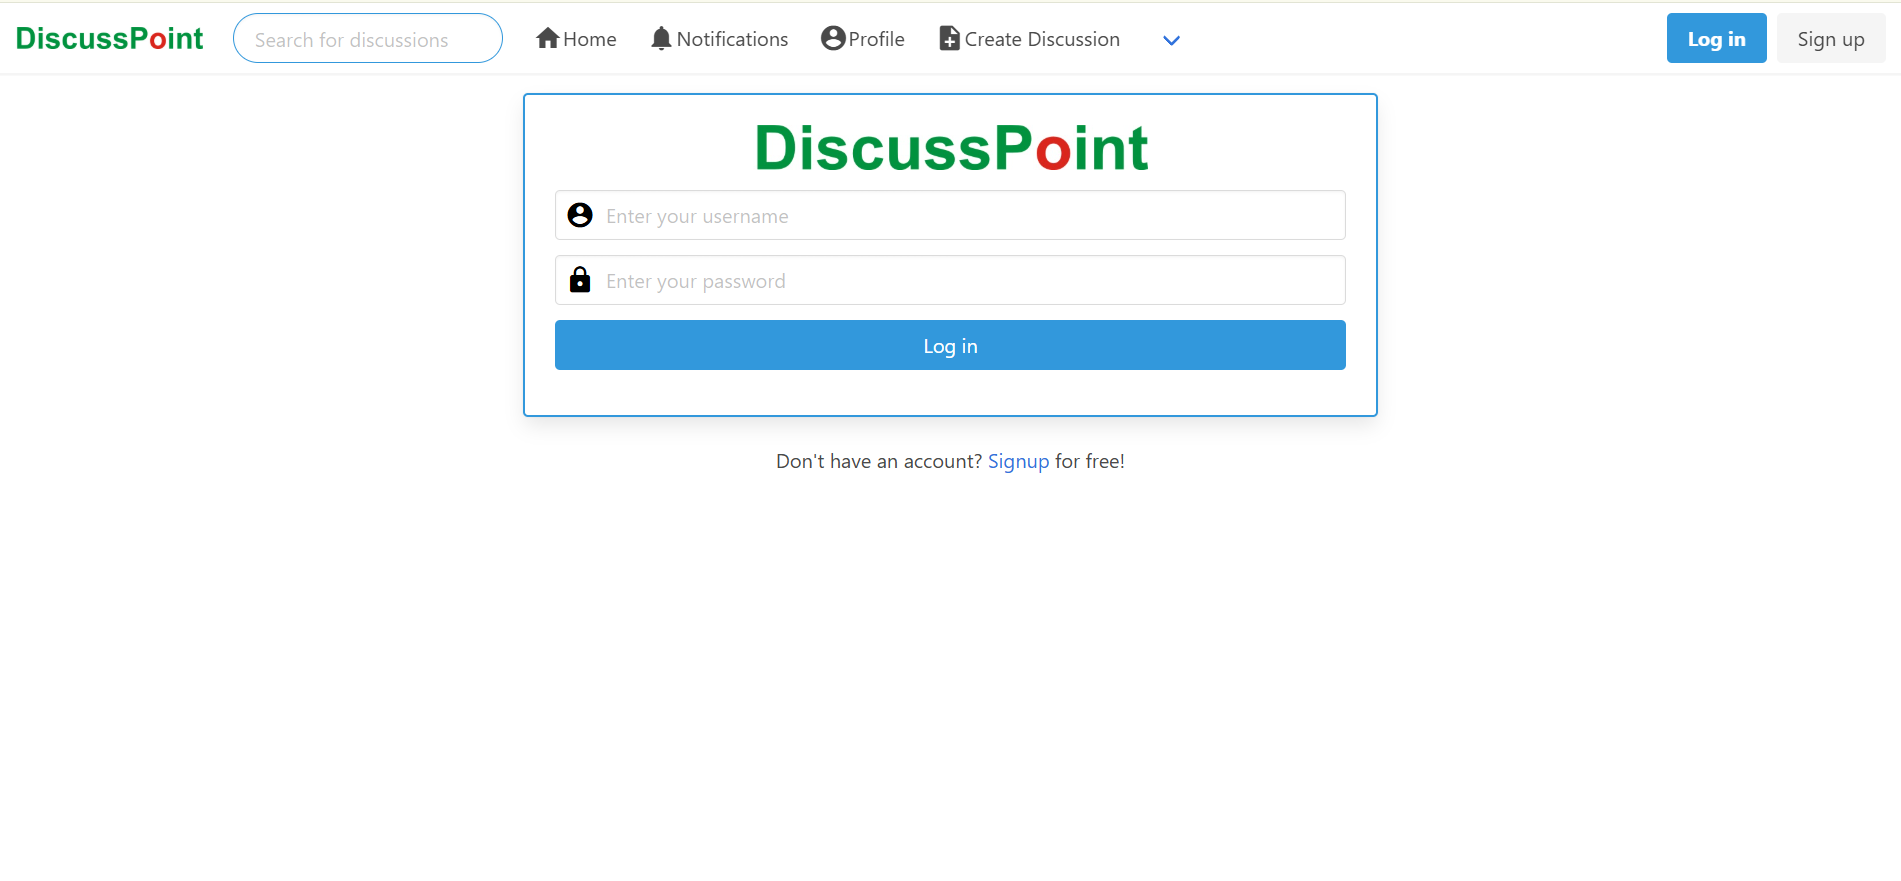 DiscussPoint Search for discussions Home Notifications Profile Create Discussion Log in Sign up
DiscussPoint
Enter your username
Enter your password
Log in
Don't have an account? Signup for free!